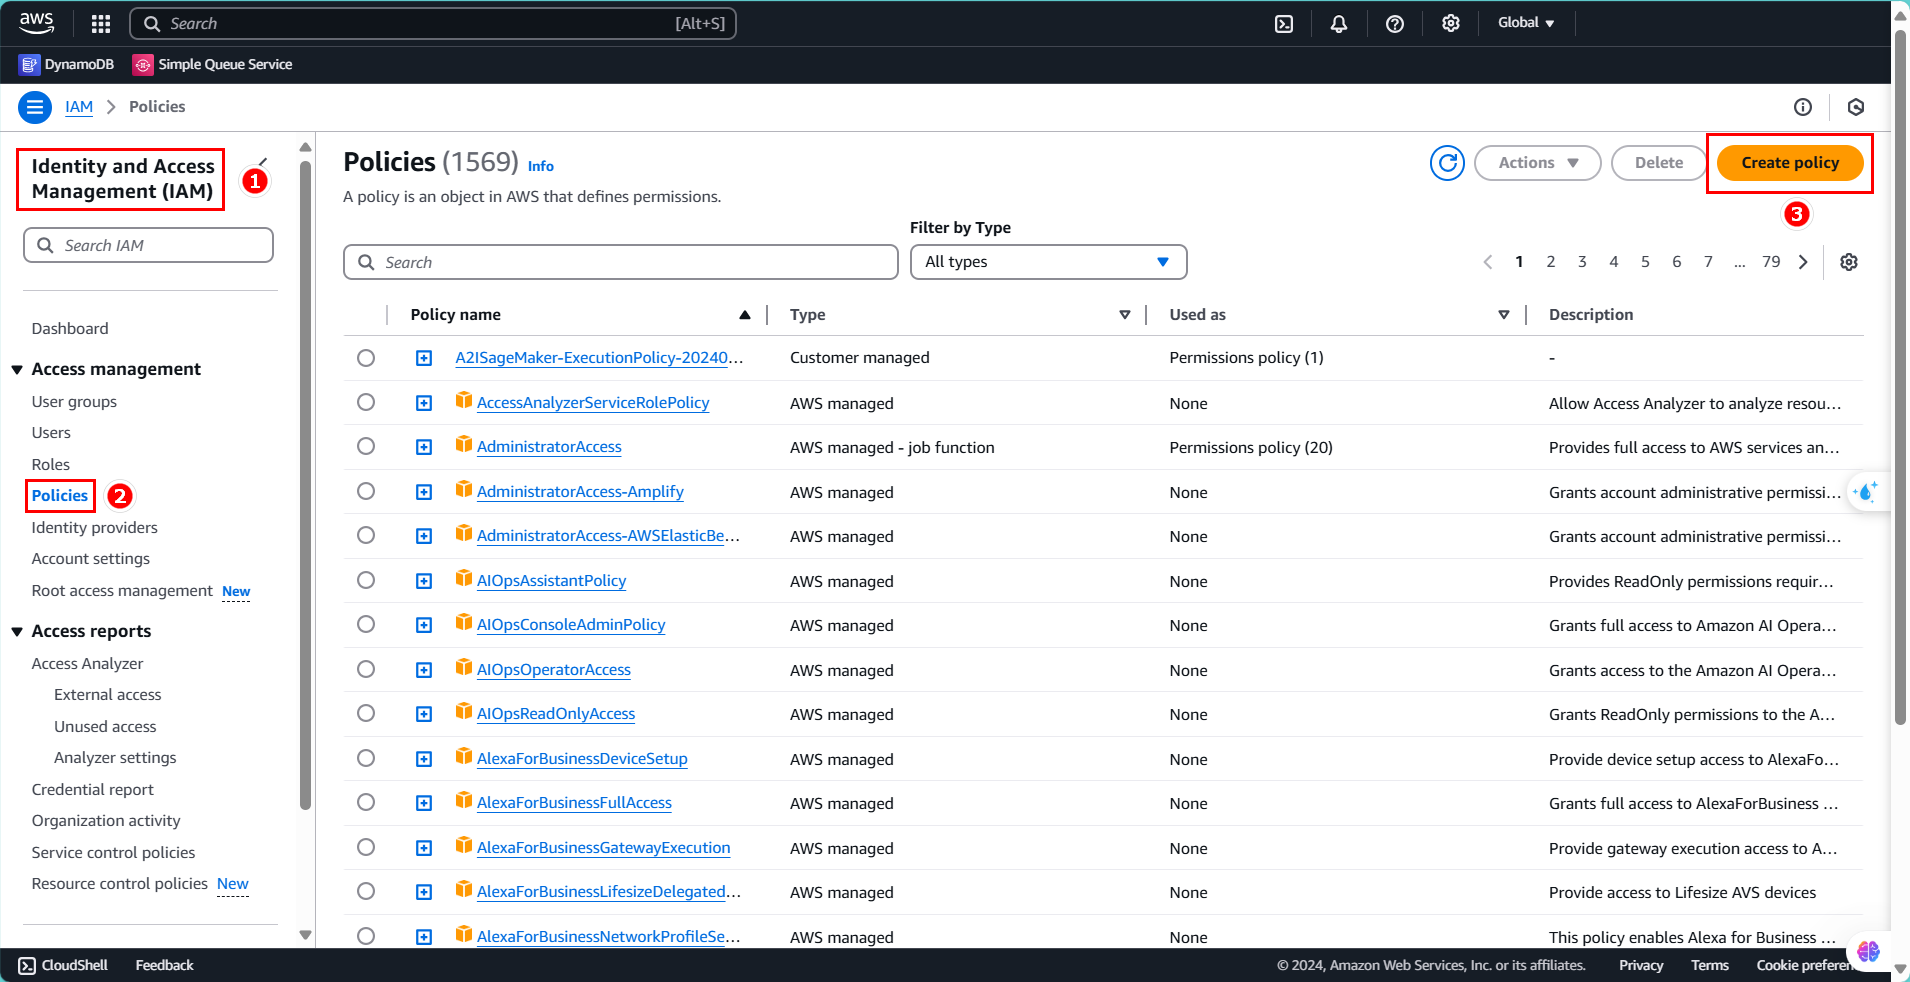 aws
Search [Alt+S]
Global
DynamoDB
Simple Queue Service
IAM
Policies
Identity and Access
Management (IAM)
1
Search IAM
Dashboard
Access management
User groups
Users
Roles
Policies
2
Identity providers
Account settings
Root access management New
Access reports
Access Analyzer
External access
Unused access
Analyzer settings
Credential report
Organization activity
Service control policies
Resource control policies New
Policies (1569) Info
A policy is an object in AWS that defines permissions.
Actions
Delete
Create policy
3
Filter by Type
Search
All types
1 2 3 4 5 6 7 ... 79
Policy name Type Used as Description
A2ISageMaker-ExecutionPolicy-20240... Customer managed Permissions policy (1) -
AccessAnalyzerServiceRolePolicy AWS managed None Allow Access Analyzer to analyze resou...
AdministratorAccess AWS managed - job function Permissions policy (20) Provides full access to AWS services an...
AdministratorAccess-Amplify AWS managed None Grants account administrative permissi...
AdministratorAccess-AWSElasticBe... AWS managed None Grants account administrative permissi...
AIOpsAssistantPolicy AWS managed None Provides ReadOnly permissions requir...
AIOpsConsoleAdminPolicy AWS managed None Grants full access to Amazon AI Opera...
AIOpsOperatorAccess AWS managed None Grants access to the Amazon AI Opera...
AIOpsReadOnlyAccess AWS managed None Grants ReadOnly permissions to the A...
AlexaForBusinessDeviceSetup AWS managed None Provide device setup access to AlexaFo...
AlexaForBusinessFullAccess AWS managed None Grants full access to AlexaForBusiness ...
AlexaForBusinessGatewayExecution AWS managed None Provide gateway execution access to A...
AlexaForBusinessLifesizeDelegated... AWS managed None Provide access to Lifesize AVS devices
AlexaForBusinessNetworkProfileSe... AWS managed None This policy enables Alexa for Business ...
CloudShell Feedback © 2024, Amazon Web Services, Inc. or its affiliates. Privacy Terms Cookie preferen